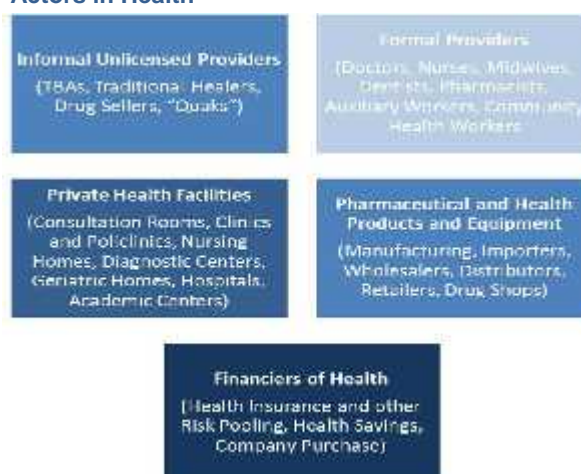 Actors in Health
Informal Unlicensed Providers
(TBAs, Traditional Healers,
Drug Sellers, "Quaks")
Formal Providers
(Doctors, Nurses, Midwives,
Dentists, Pharmacists,
Auxiliary Workers, Community
Health Workers
Private Health Facilities
(Consultation Rooms, Clinics
and Policlinics, Nursing
Homes, Diagnostic Centers,
Geriatric Homes, Hospitals,
Academic Centers)
Pharmaceutical and Health
Products and Equipment
(Manufacturing, Importers,
Wholesalers, Distributors,
Retailers, Drug Shops)
Financiers of Health
(Health Insurance and other
Risk Pooling, Health Savings,
Company Purchase)